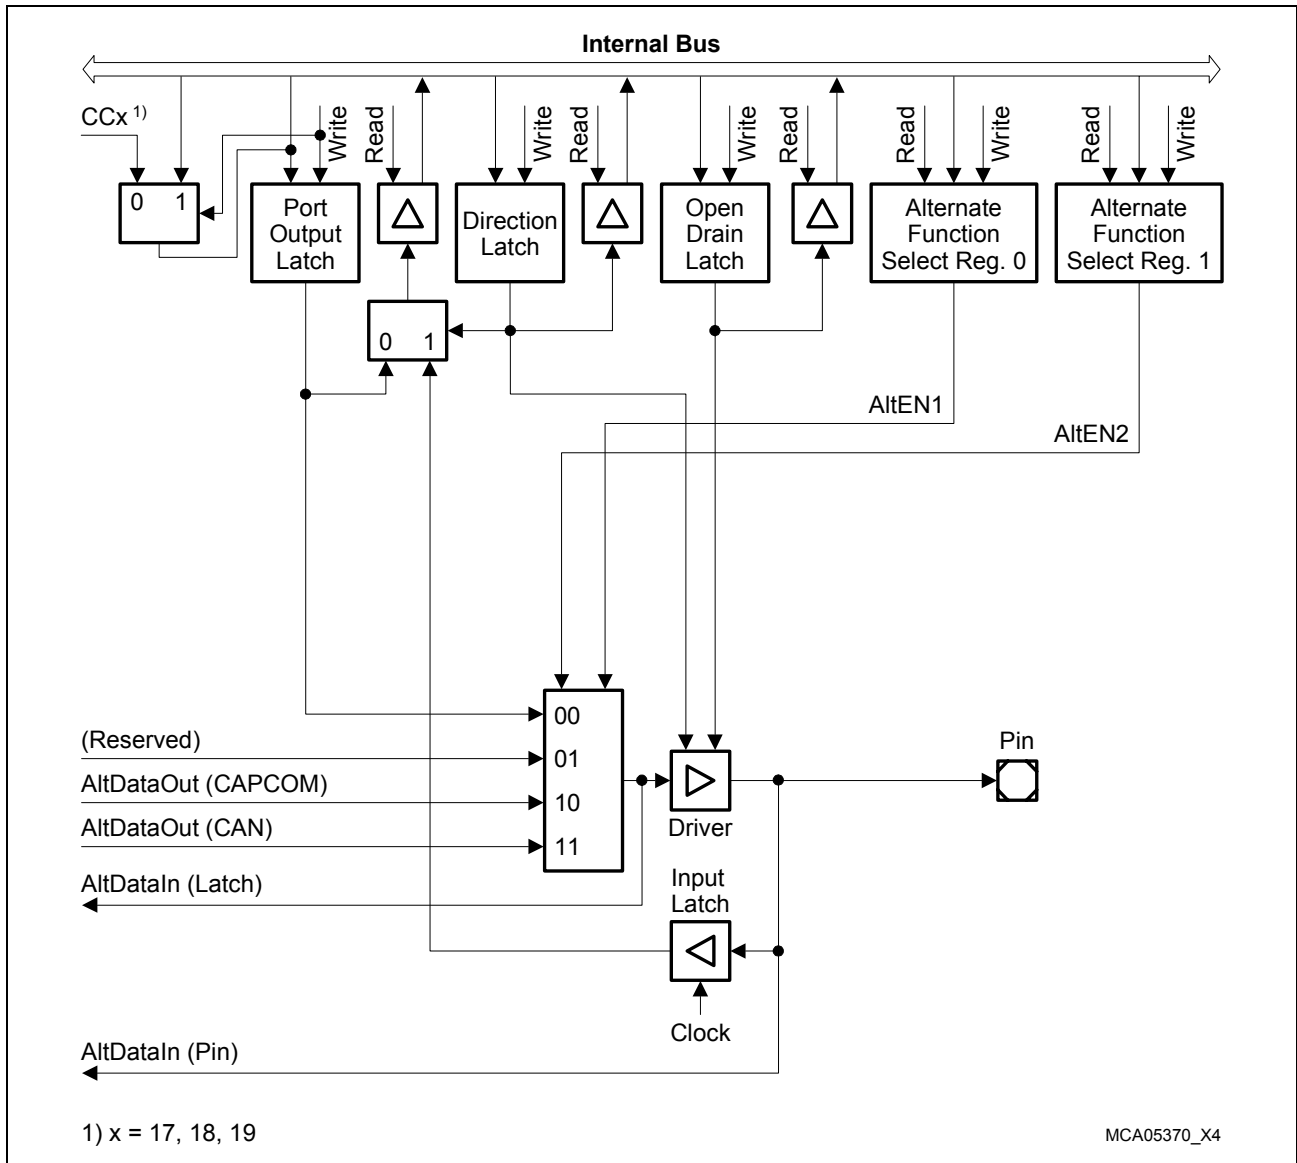 Internal Bus
CCx 1)
Write
Read
Write
Read
Write
Read
Read
Write
Read
Write
0 1
Port
Output
Latch
Direction
Latch
Open
Drain
Latch
Alternate
Function
Select Reg. 0
Alternate
Function
Select Reg. 1
0 1
AltEN1
AltEN2
00
01
10
11
(Reserved)
AltDataOut (CAPCOM)
AltDataOut (CAN)
AltDataIn (Latch)
Driver
Pin
Input
Latch
Clock
AltDataIn (Pin)
1) x = 17, 18, 19
MCA05370_X4